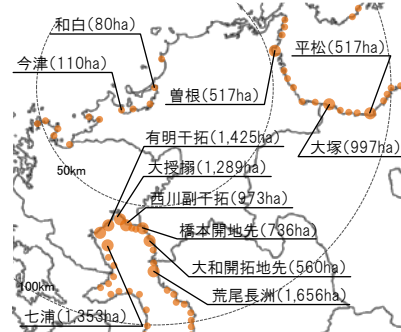 和白(80ha)
平松(517ha)
今津(110ha)
曽根(517ha)
有明干拓(1,425ha)
大塚(997ha)
大授搦(1,289ha)
50km
西川副干拓(973ha)
橋本開地先(736ha)
大和開拓地先(560ha)
100km
荒尾長洲(1,656ha)
七浦(1,353ha)